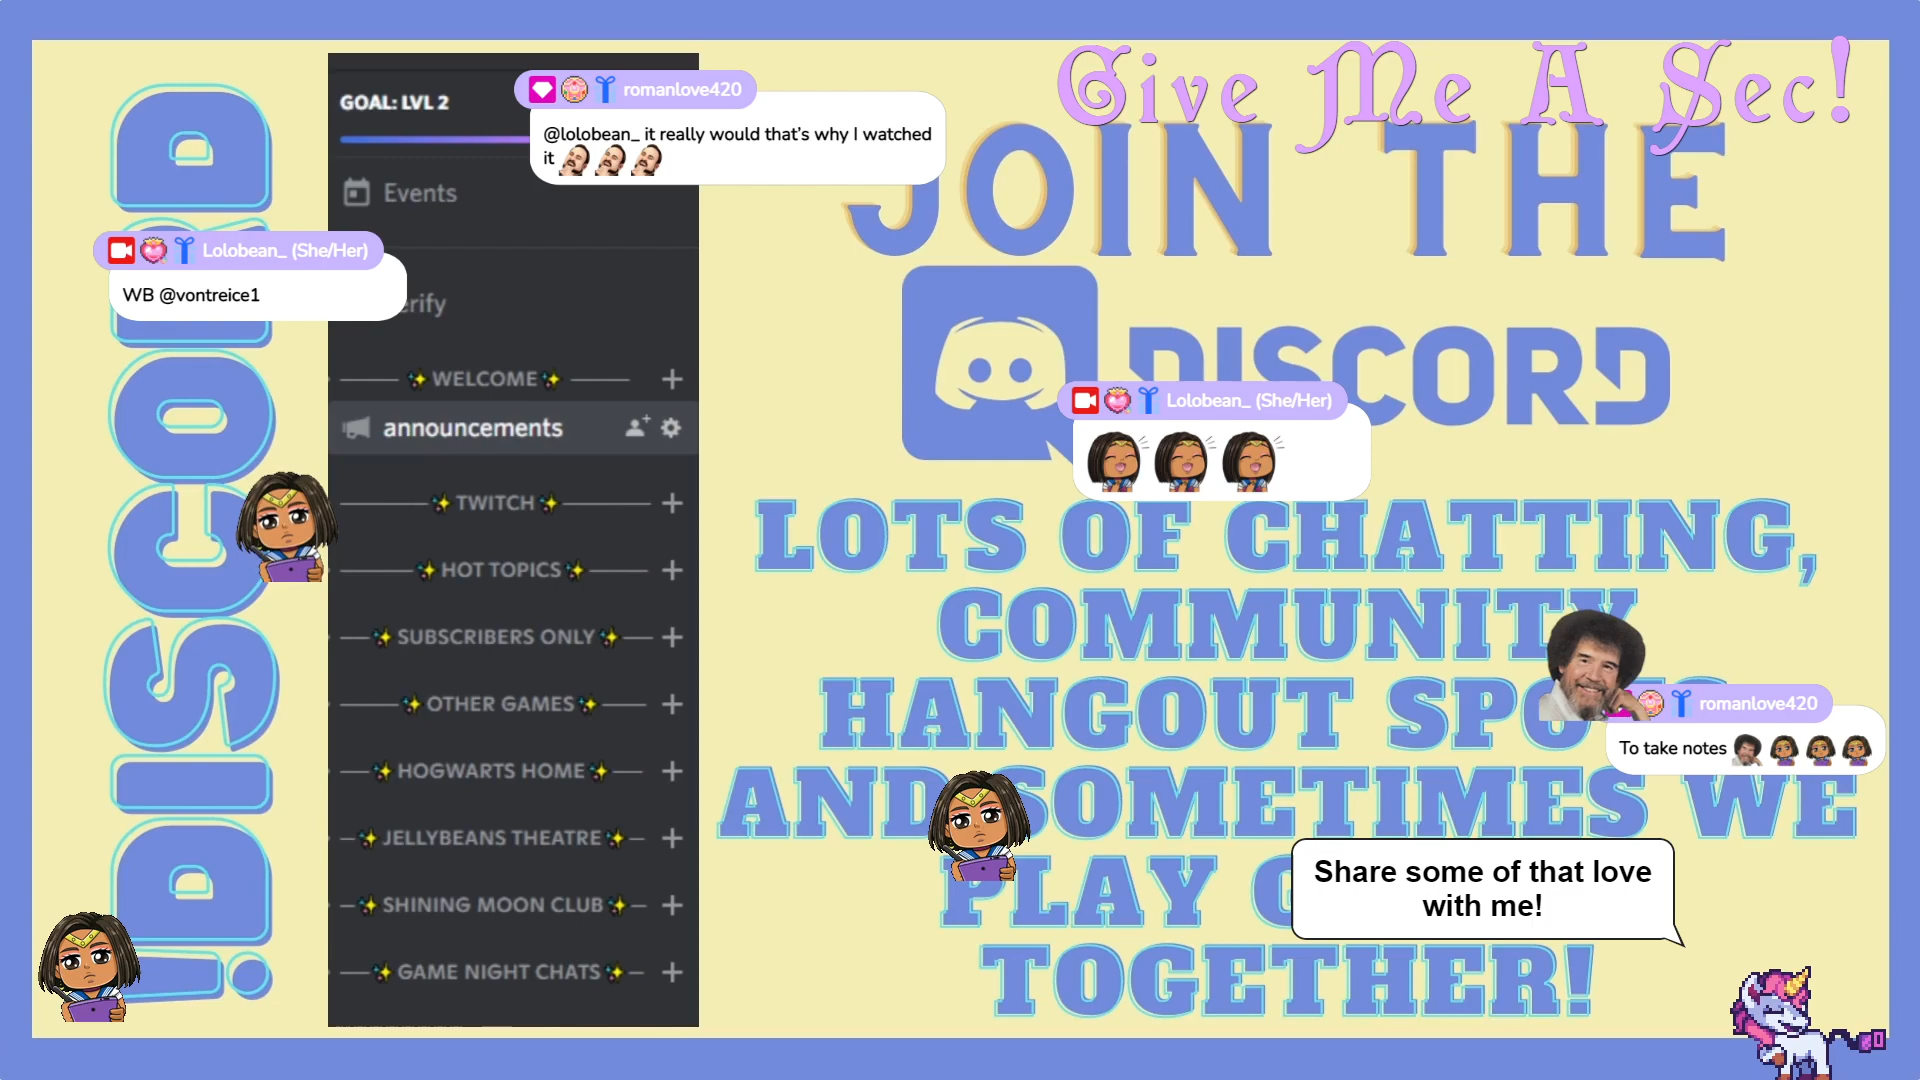 Give Me A Sec!
!DISCORD
GOAL: LVL 2
Events
erify
WELCOME
announcements
TWITCH
HOT TOPICS
SUBSCRIBERS ONLY
OTHER GAMES
HOGWARTS HOME
JELLYBEANS THEATRE
SHINING MOON CLUB
GAME NIGHT CHATS
romanlove420
@lolobean_ it really would that's why I watched
it
Lolobean_ (She/Her)
WB @vontreice1
JOIN THE
DISCORD
Lolobean_ (She/Her)
LOTS OF CHATTING,
COMMUNITY
HANGOUT SPOTS
AND SOMETIMES WE
PLAY G
TOGETHER!
romanlove420
To take notes
Share some of that love
with me!